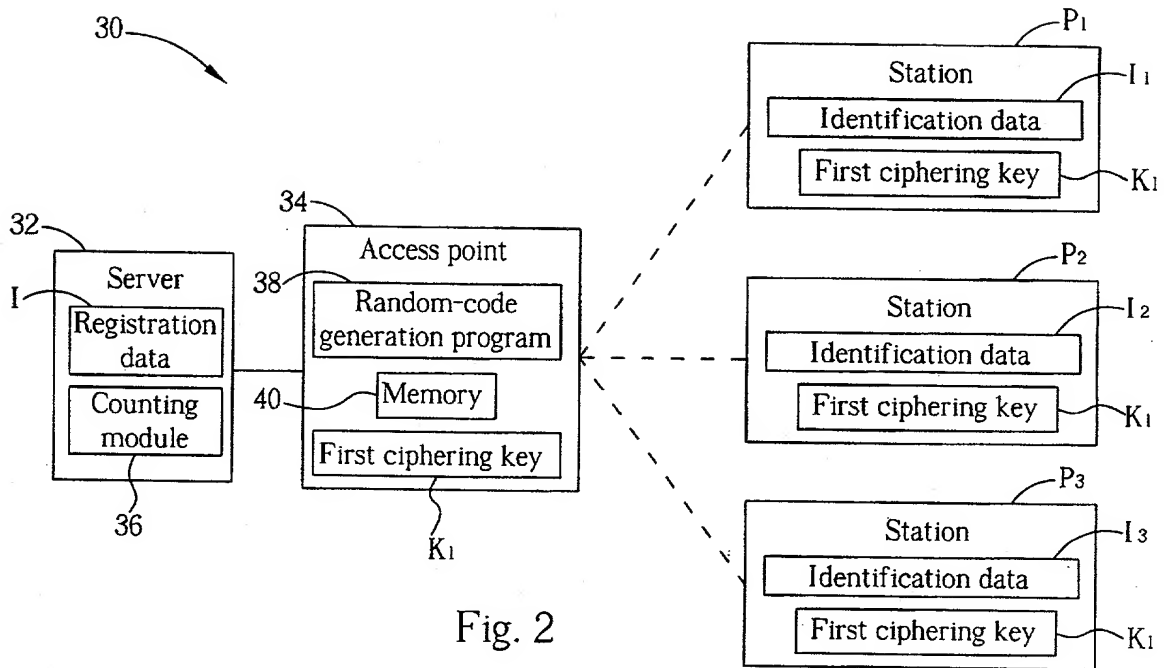 30
32
Server
I
Registration
data
Counting
module
36
34
Access point
38
Random-code
generation program
40
Memory
First ciphering key
K1
P1
Station
I1
Identification data
First ciphering key
K1
P2
Station
I2
Identification data
First ciphering key
K1
P3
Station
I3
Identification data
First ciphering key
K1
Fig. 2